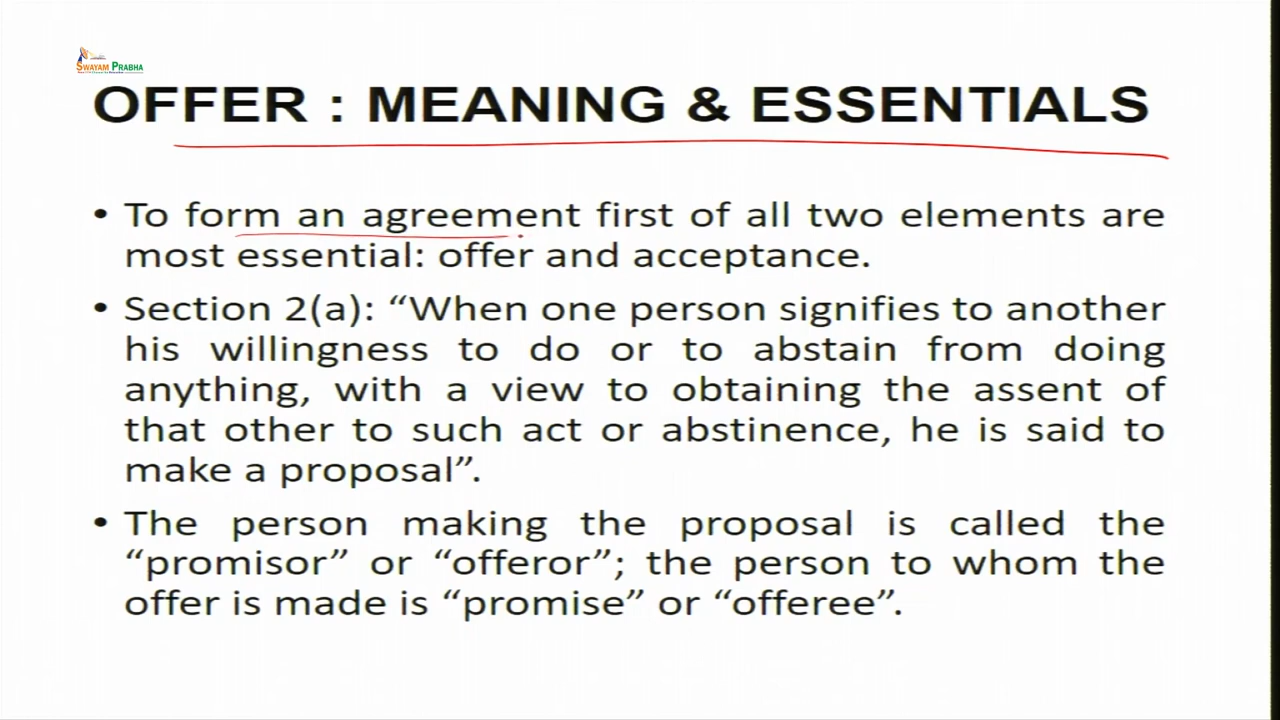 SWAYAM PRABHA
OFFER : MEANING & ESSENTIALS
• To form an agreement first of all two elements are
most essential: offer and acceptance.
• Section 2(a): “When one person signifies to another
his willingness to do or to abstain from doing
anything, with a view to obtaining the assent of
that other to such act or abstinence, he is said to
make a proposal”.
• The person making the proposal is called the
“promisor” or “offeror”; the person to whom the
offer is made is “promise” or “offeree”.